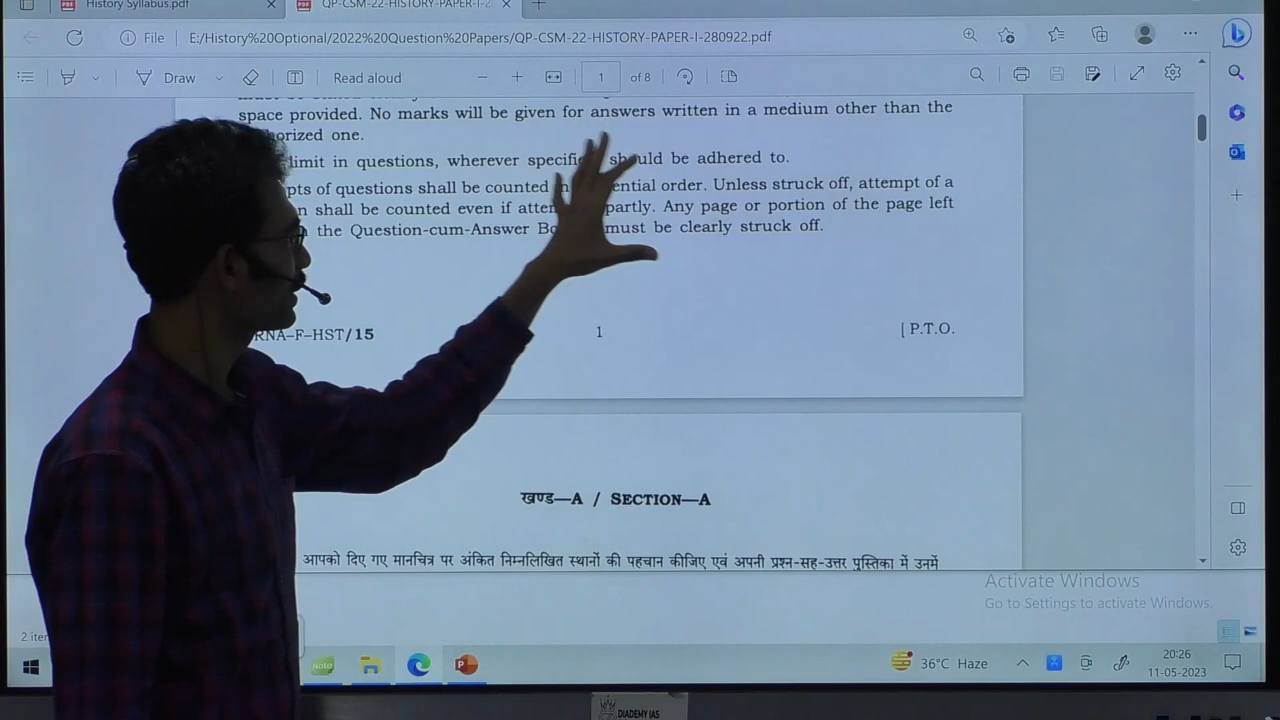 History Syllabus.pdf
QP-CSM-22-HISTORY-PAPER-I-2
File E:/History%20Optional/2022%20Question%20Papers/QP-CSM-22-HISTORY-PAPER-I-280922.pdf
Draw Read aloud 1 of 8
space provided. No marks will be given for answers written in a medium other than the
horized one.
limit in questions, wherever specifie should be adhered to.
pts of questions shall be counted ential order. Unless struck off, attempt of a
n shall be counted even if atte partly. Any page or portion of the page left
the Question-cum-Answer Bo must be clearly struck off.
RNA–F–HST/15 1 [ P.T.O.
खण्ड—A / SECTION—A
आपको दिए गए मानचित्र पर अंकित निम्नलिखित स्थानों की पहचान कीजिए एवं अपनी प्रश्न-सह-उत्तर पुस्तिका में उनमें
Activate Windows
Go to Settings to activate Windows.
2 ite
Note
36°C Haze
20:26
11-05-2023
DIADEMY IAS